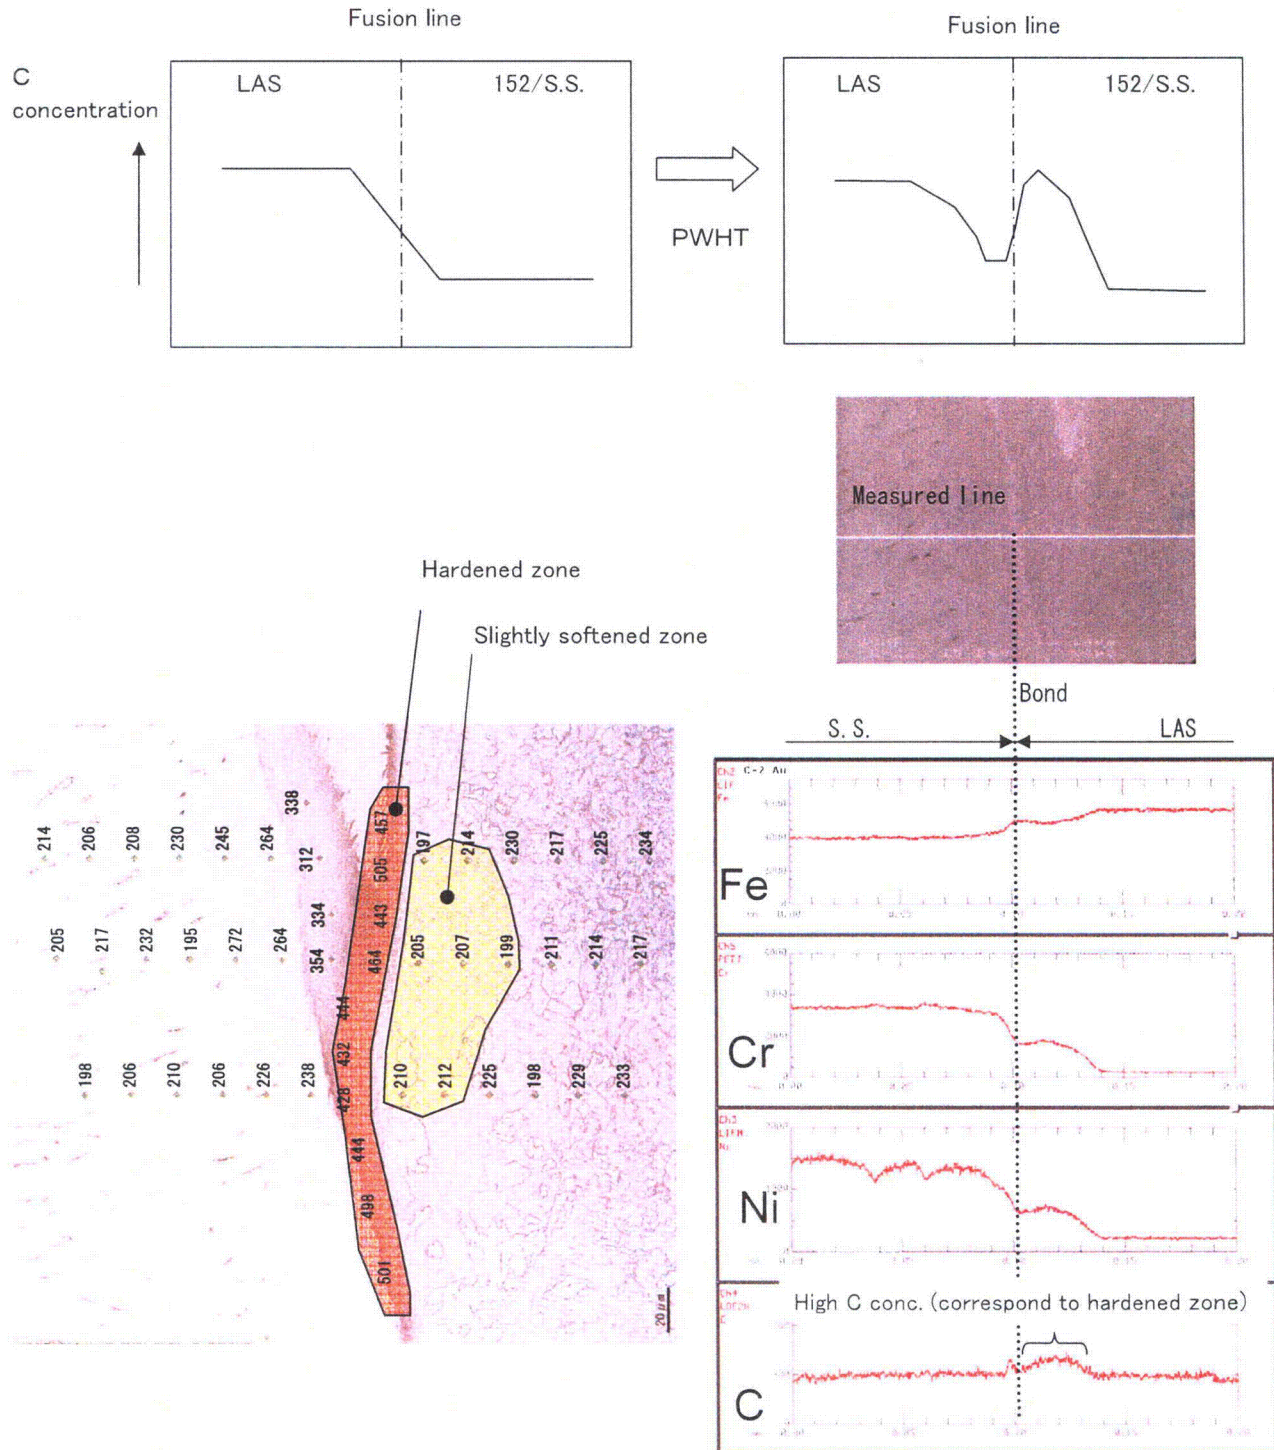 Fusion line
Fusion line
C
concentration
LAS
152/S.S.
PWHT
LAS
152/S.S.
Measured line
Hardened zone
Slightly softened zone
Bond
S. S.
LAS
338
457
214
206
208
230
245
264
312
505
197
214
230
217
225
234
334
443
205
217
232
195
272
264
354
464
205
207
199
211
214
217
444
432
198
206
210
206
226
238
428
210
212
225
198
229
233
444
498
501
20μm
C-2 Au
Fe
Cr
Ni
High C conc. (correspond to hardened zone)
C